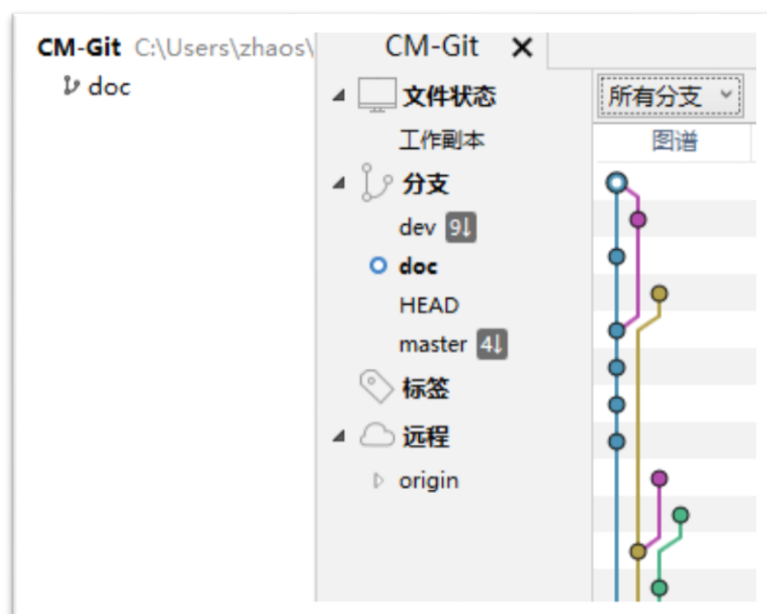 CM-Git C:\Users\zhaos\
doc
CM-Git
文件状态
工作副本
分支
dev 9↓
doc
HEAD
master 4↓
标签
远程
origin
所有分支
图谱